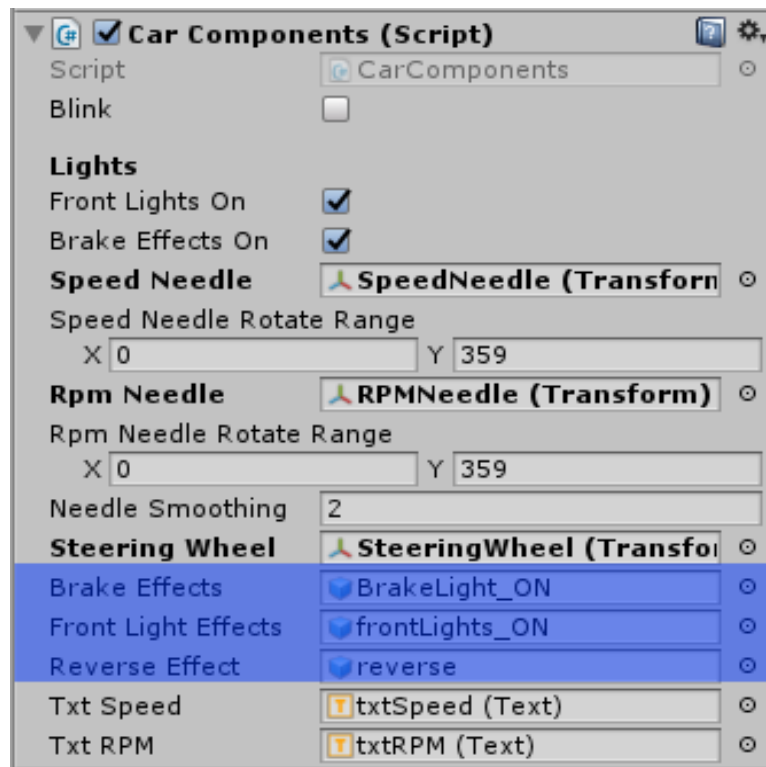 Car Components (Script)
Script CarComponents
Blink
Lights
Front Lights On
Brake Effects On
Speed Needle SpeedNeedle (Transform
Speed Needle Rotate Range
X 0 Y 359
Rpm Needle RPMNeedle (Transform)
Rpm Needle Rotate Range
X 0 Y 359
Needle Smoothing 2
Steering Wheel SteeringWheel (Transfo
Brake Effects BrakeLight_ON
Front Light Effects frontLights_ON
Reverse Effect reverse
Txt Speed txtSpeed (Text)
Txt RPM txtRPM (Text)